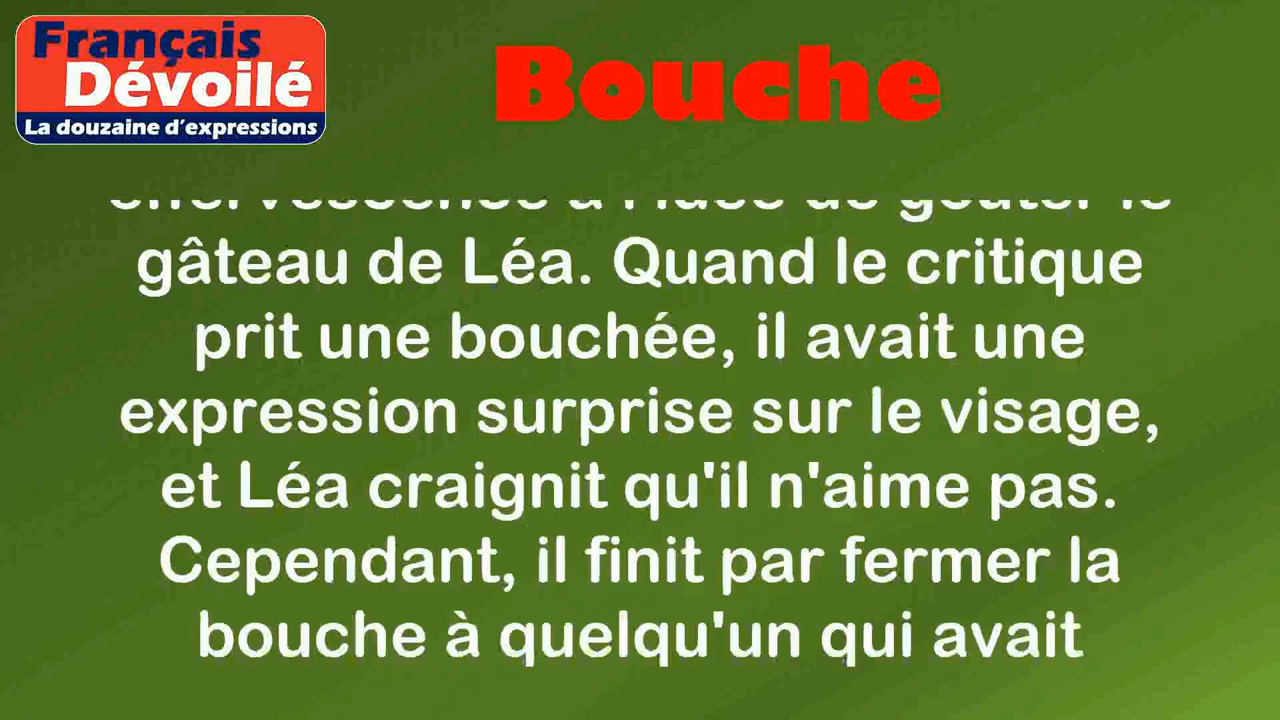 Français
Dévoilé
La douzaine d'expressions
Bouche
gâteau de Léa. Quand le critique
prit une bouchée, il avait une
expression surprise sur le visage,
et Léa craignit qu'il n'aime pas.
Cependant, il finit par fermer la
bouche à quelqu'un qui avait